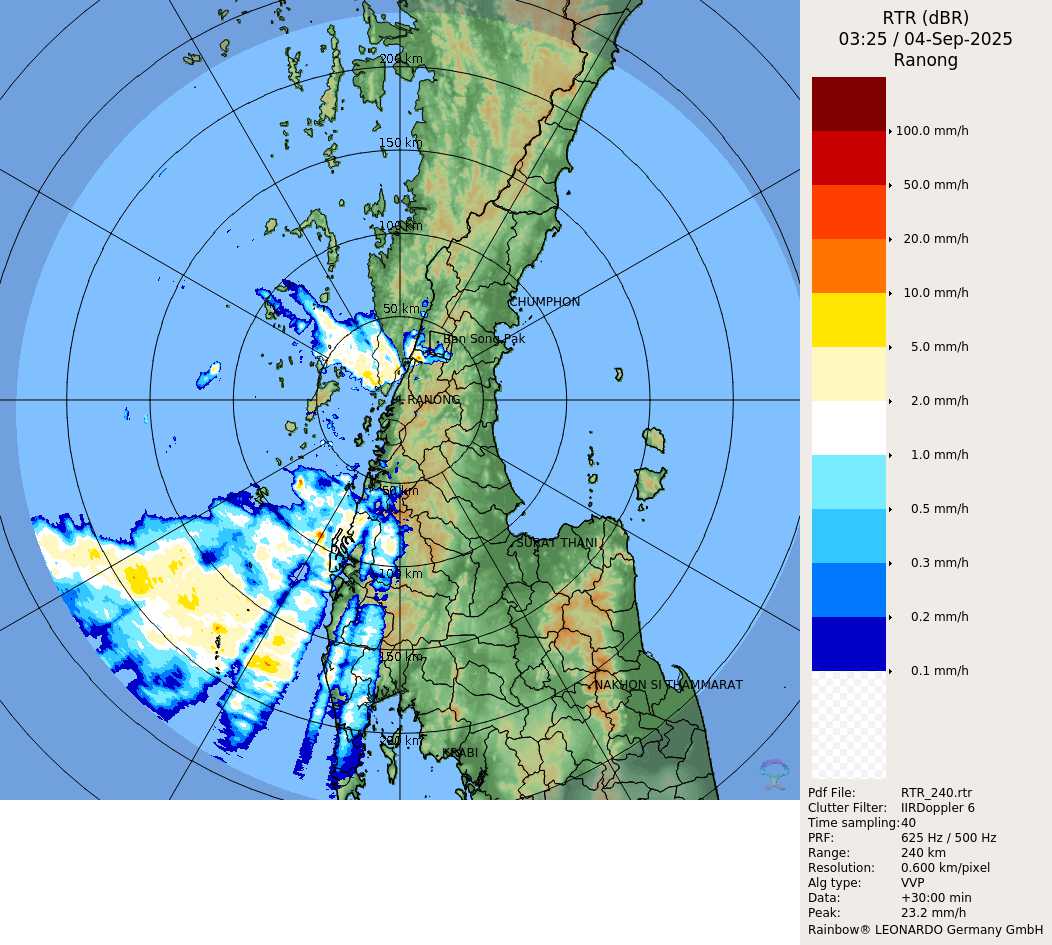 RTR (dBR)
03:25 / 04-Sep-2025
Ranong
200 km
150 km
100 km
CHUMPHON
50 km
Ban Song Pak
RANONG
50 km
SURAT THANI
100 km
150 km
NAKHON SI THAMMARAT
200 km
KRABI
100.0 mm/h
50.0 mm/h
20.0 mm/h
10.0 mm/h
5.0 mm/h
2.0 mm/h
1.0 mm/h
0.5 mm/h
0.3 mm/h
0.2 mm/h
0.1 mm/h
Pdf File: RTR_240.rtr
Clutter Filter: IIRDoppler 6
Time sampling: 40
PRF: 625 Hz / 500 Hz
Range: 240 km
Resolution: 0.600 km/pixel
Alg type: VVP
Data: +30:00 min
Peak: 23.2 mm/h
Rainbow® LEONARDO Germany GmbH